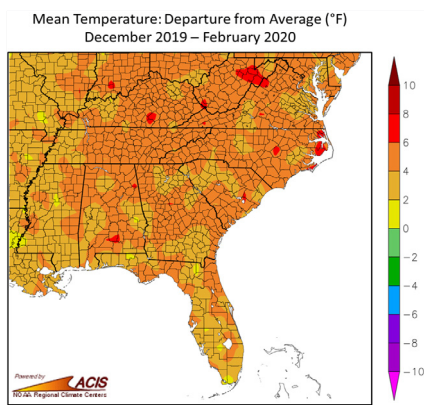 Mean Temperature: Departure from Average (°F)
December 2019 – February 2020
10
8
6
4
2
0
-2
-4
-6
-8
-10
Powered by
ACIS
NOAA Regional Climate Centers